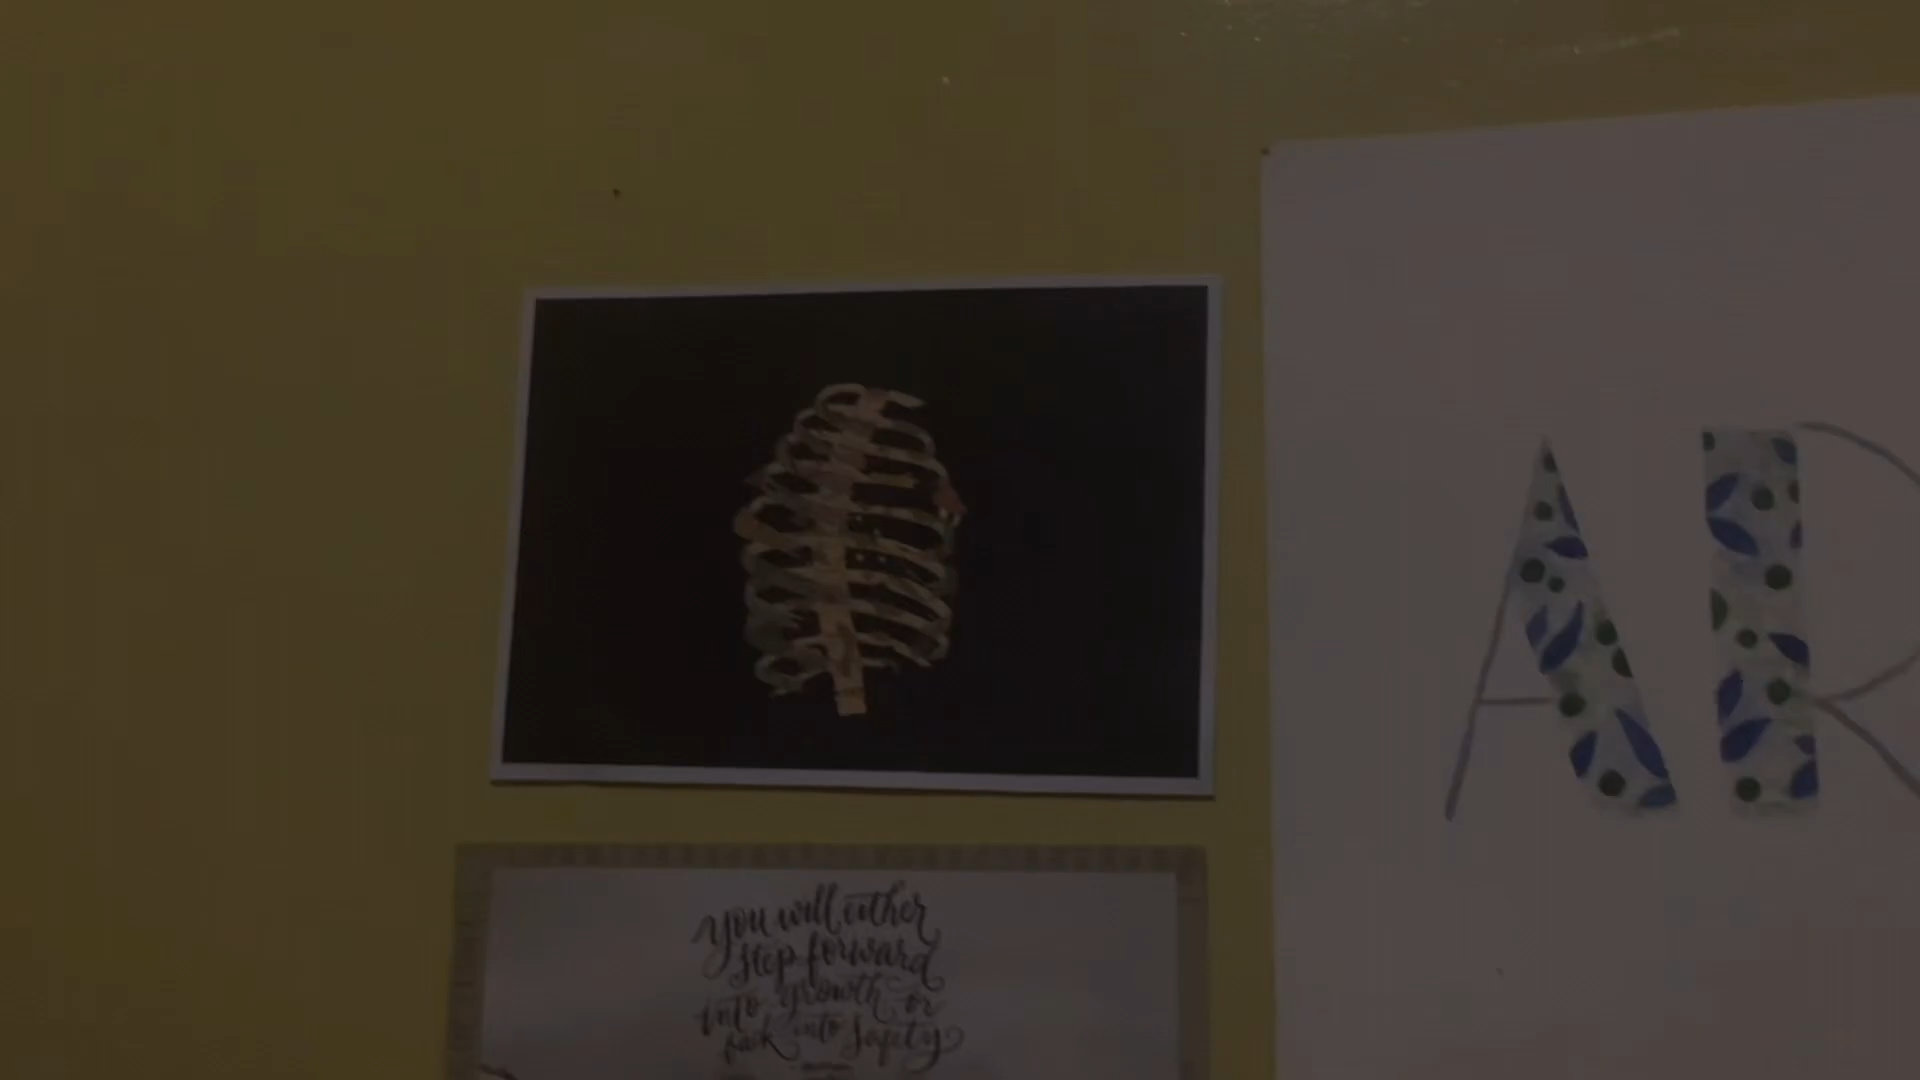 You will either
step forward
into growth or
back into safety
AR